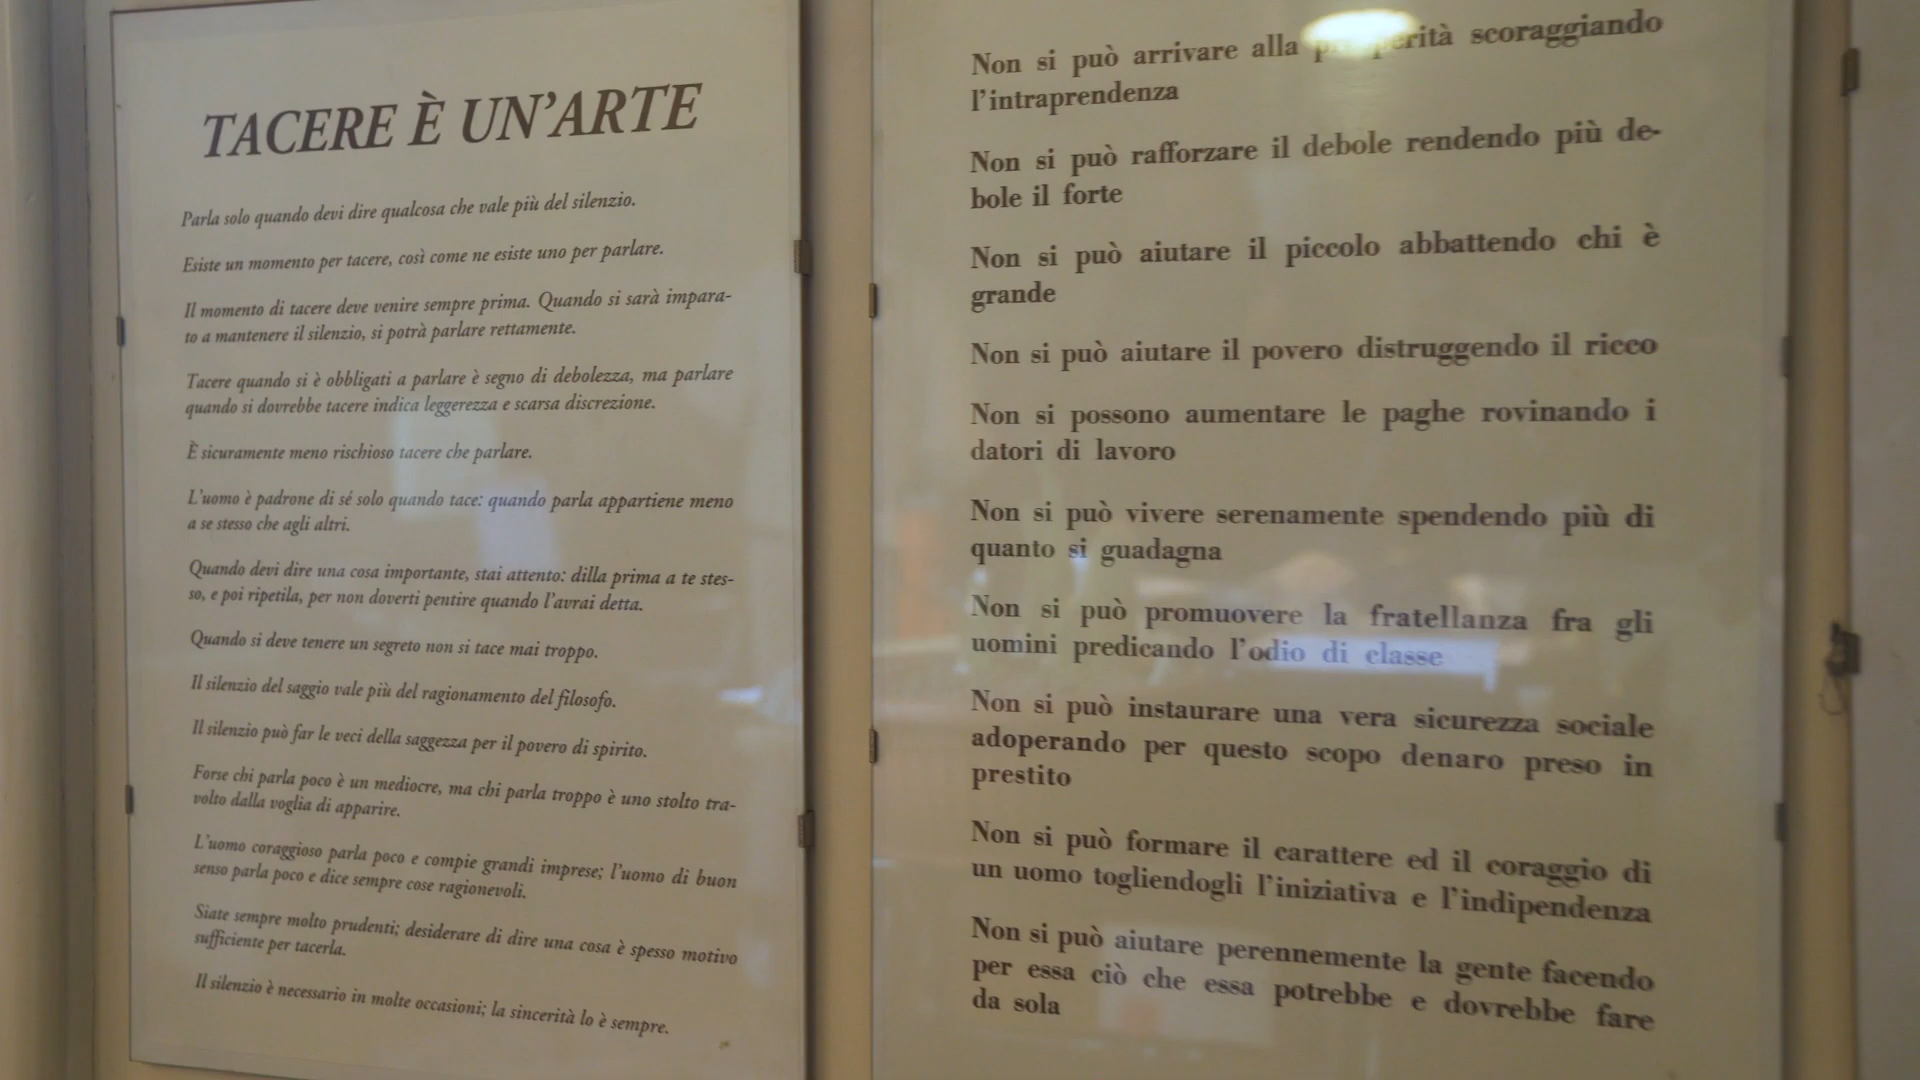 TACERE È UN'ARTE
Parla solo quando devi dire qualcosa che vale più del silenzio.
Esiste un momento per tacere, così come ne esiste uno per parlare.
Il momento di tacere deve venire sempre prima. Quando si sarà impara-
to a mantenere il silenzio, si potrà parlare rettamente.
Tacere quando si è obbligati a parlare è segno di debolezza, ma parlare
quando si dovrebbe tacere indica leggerezza e scarsa discrezione.
È sicuramente meno rischioso tacere che parlare.
L'uomo è padrone di sé solo quando tace: quando parla appartiene meno
a se stesso che agli altri.
Quando devi dire una cosa importante, stai attento: dilla prima a te stes-
so, e poi ripetila, per non doverti pentire quando l'avrai detta.
Quando si deve tenere un segreto non si tace mai troppo.
Il silenzio del saggio vale più del ragionamento del filosofo.
Il silenzio può far le veci della saggezza per il povero di spirito.
Forse chi parla poco è un mediocre, ma chi parla troppo è uno stolto tra-
volto dalla voglia di apparire.
L'uomo coraggioso parla poco e compie grandi imprese; l'uomo di buon
senso parla poco e dice sempre cose ragionevoli.
Siate sempre molto prudenti; desiderare di dire una cosa è spesso motivo
sufficiente per tacerla.
Il silenzio è necessario in molte occasioni; la sincerità lo è sempre.
Non si può arrivare alla scoraggiando
l'intraprendenza
Non si può rafforzare il debole rendendo più de-
bole il forte
Non si può aiutare il piccolo abbattendo chi è
grande
Non si può aiutare il povero distruggendo il ricco
Non si possono aumentare le paghe rovinando i
datori di lavoro
Non si può vivere serenamente spendendo più di
quanto si guadagna
Non si può promuovere la fratellanza fra gli
uomini predicando l'odio di classe
Non si può instaurare una vera sicurezza sociale
adoperando per questo scopo denaro preso in
prestito
Non si può formare il carattere ed il coraggio di
un uomo togliendogli l'iniziativa e l'indipendenza
Non si può aiutare perennemente la gente facendo
per essa ciò che essa potrebbe e dovrebbe fare
da sola